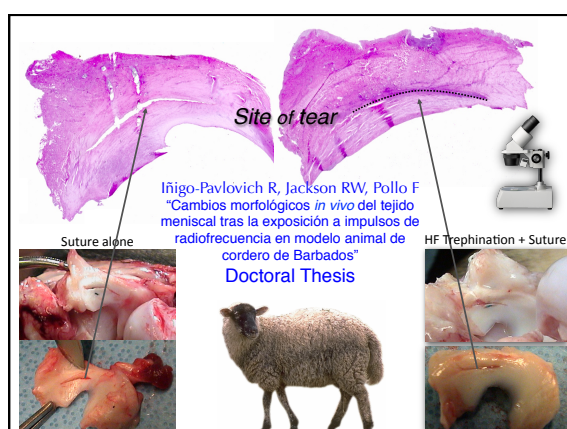 Site of tear
Iñigo-Pavlovich R, Jackson RW, Pollo F
“Cambios morfológicos in vivo del tejido
meniscal tras la exposición a impulsos de
radiofrecuencia en modelo animal de
cordero de Barbados”
Doctoral Thesis
Suture alone
HF Trephination + Suture